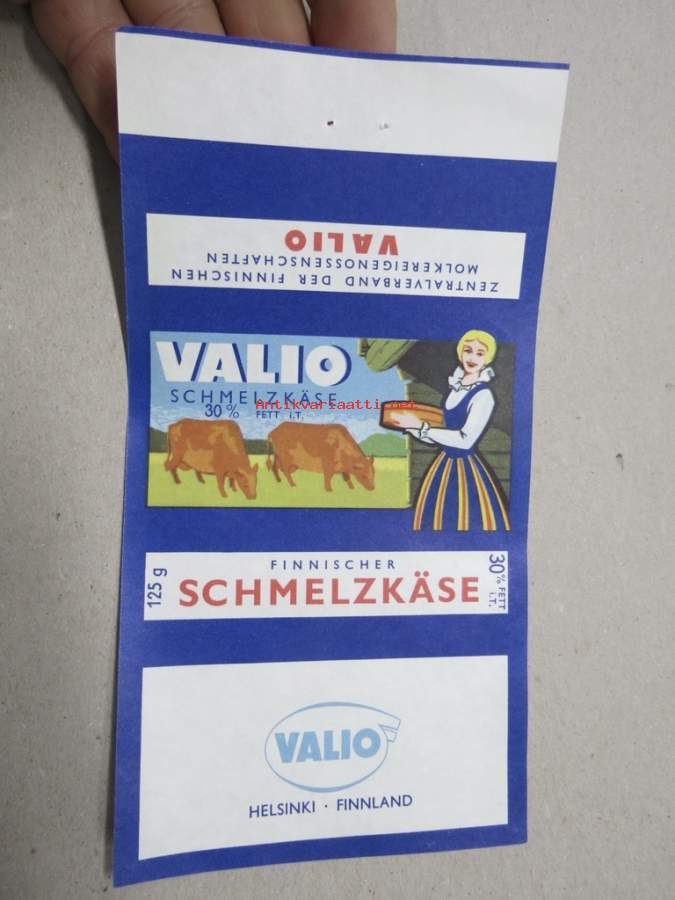 VALIO
ZENTRALVERBAND DER FINNISCHEN
MOLKEREIGENOSSENSCHAFTEN
VALIO
SCHMELZKÄSE
30% FETT i.T.
Antikvariaatti.net
125 g
FINNISCHER
SCHMELZKÄSE
30% FETT
i.T.
VALIO
HELSINKI · FINNLAND